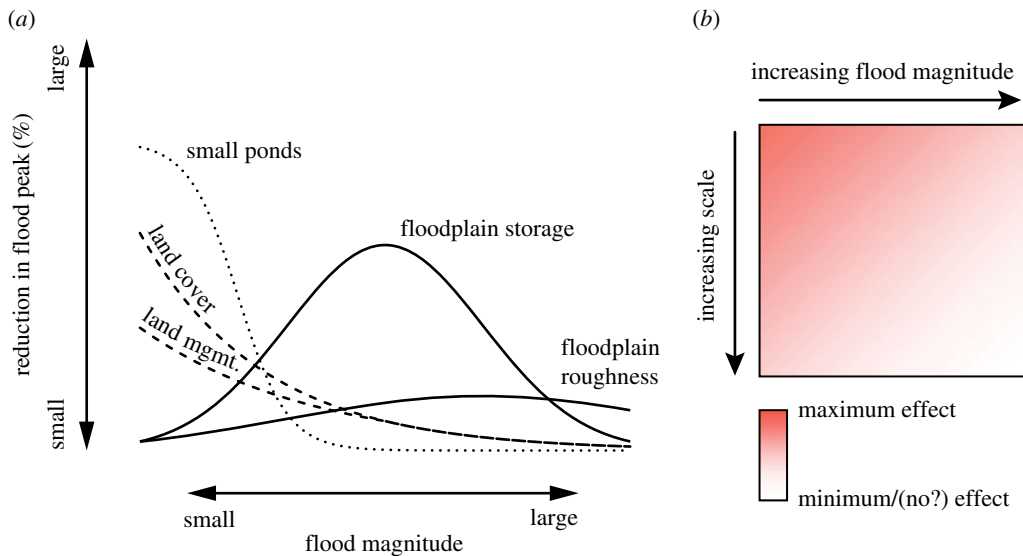 (a)
large
reduction in flood peak (%)
small
small ponds
land cover
land mgmt.
floodplain storage
floodplain
roughness
small
large
flood magnitude
(b)
increasing flood magnitude
increasing scale
maximum effect
minimum/(no?) effect